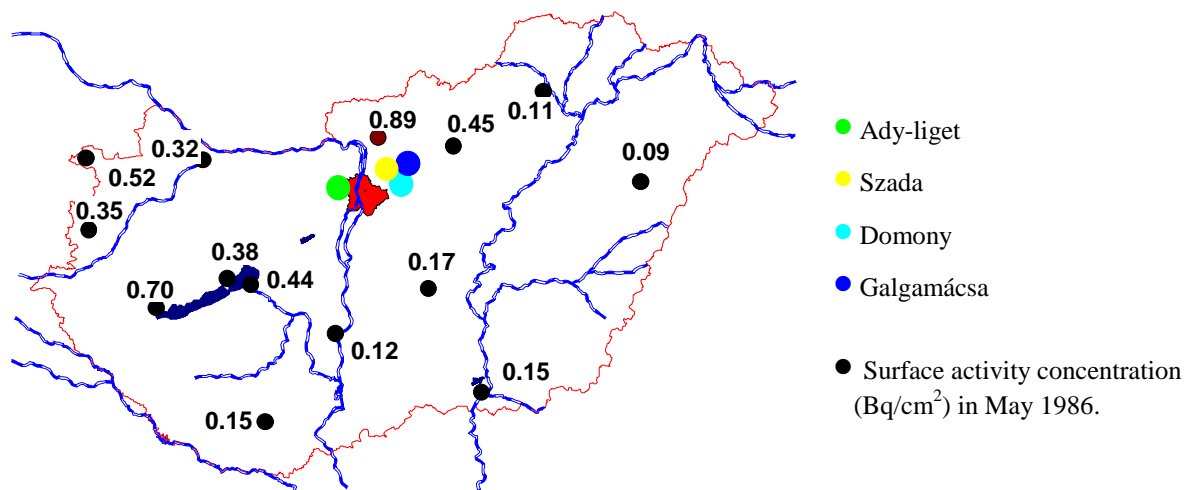 0.89
0.45
0.11
0.32
0.52
0.09
0.35
0.38
0.44
0.17
0.70
0.12
0.15
0.15
Ady-liget
Szada
Domony
Galgamácsa
Surface activity concentration
(Bq/cm²) in May 1986.